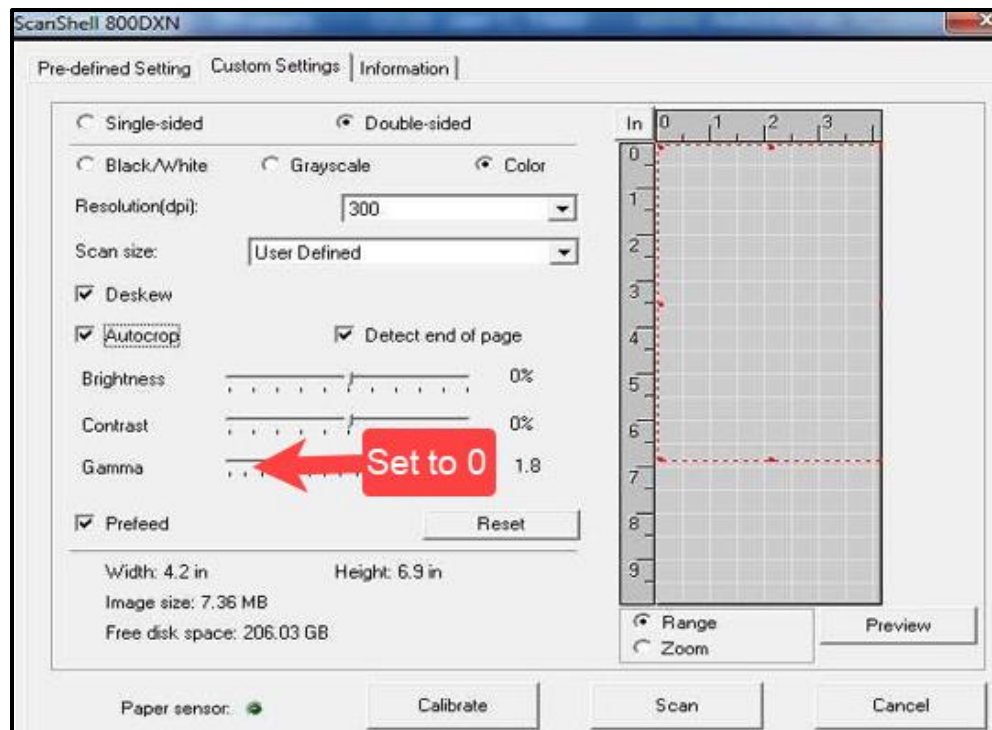 ScanShell 800DXN
Pre-defined Setting Custom Settings Information
Single-sided Double-sided
Black/White Grayscale Color
Resolution(dpi): 300
Scan size: User Defined
Deskew
Autocrop Detect end of page
Brightness 0%
Contrast 0%
Gamma Set to 0 1.8
Prefeed Reset
Width: 4.2 in Height: 6.9 in
Image size: 7.36 MB
Free disk space: 206.03 GB
In 0 1 2 3
0
1
2
3
4
5
6
7
8
9
Range Preview
Zoom
Paper sensor: Calibrate Scan Cancel